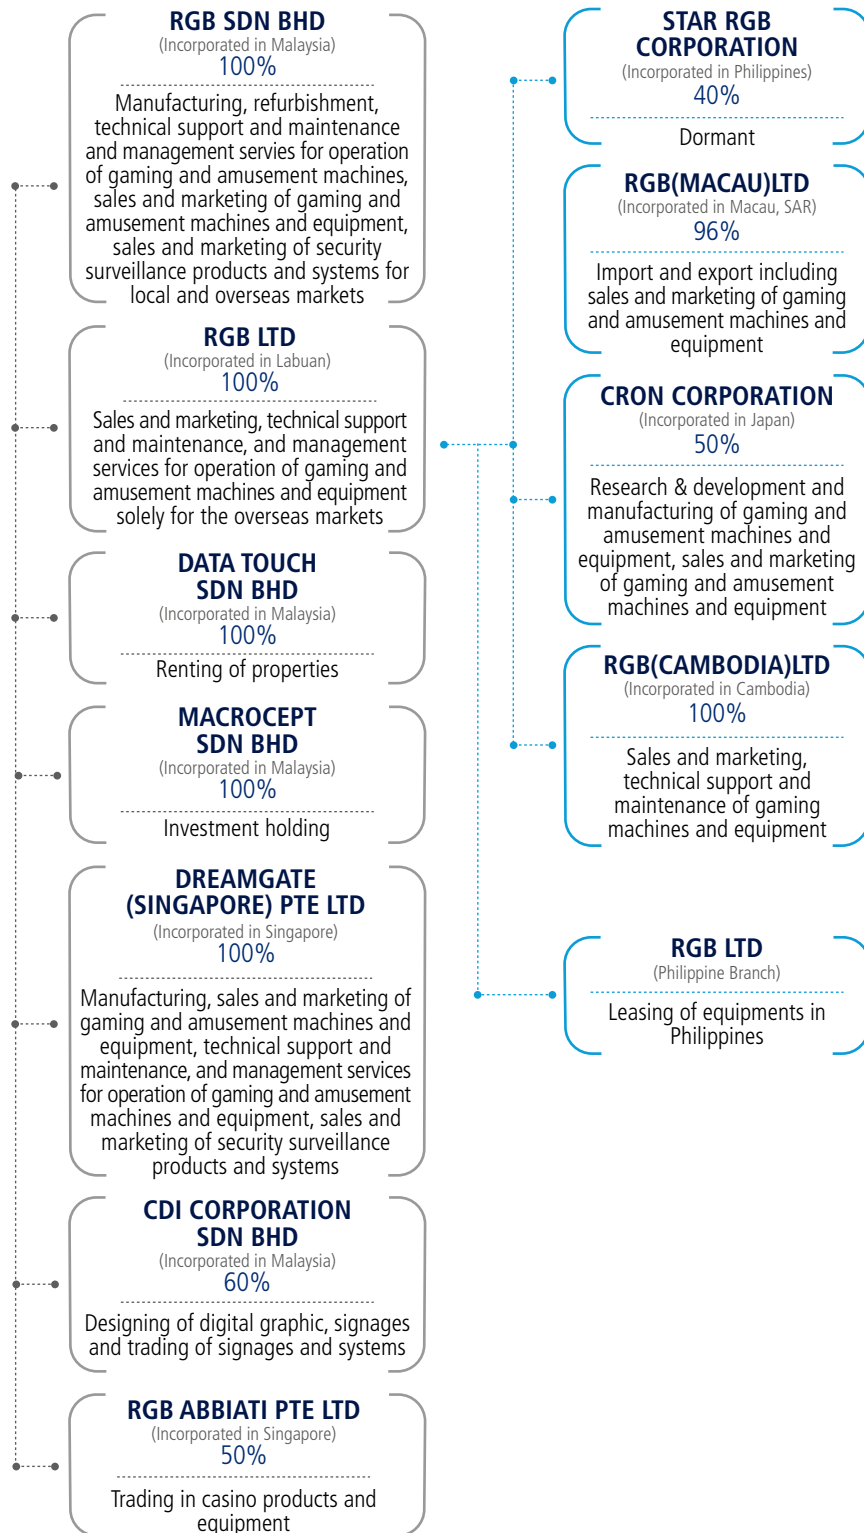 RGB SDN BHD
(Incorporated in Malaysia)
100%
Manufacturing, refurbishment,
technical support and maintenance
and management servies for operation
of gaming and amusement machines,
sales and marketing of gaming and
amusement machines and equipment,
sales and marketing of security
surveillance products and systems for
local and overseas markets
RGB LTD
(Incorporated in Labuan)
100%
Sales and marketing, technical support
and maintenance, and management
services for operation of gaming and
amusement machines and equipment
solely for the overseas markets
DATA TOUCH
SDN BHD
(Incorporated in Malaysia)
100%
Renting of properties
MACROCEPT
SDN BHD
(Incorporated in Malaysia)
100%
Investment holding
DREAMGATE
(SINGAPORE) PTE LTD
(Incorporated in Singapore)
100%
Manufacturing, sales and marketing of
gaming and amusement machines and
equipment, technical support and
maintenance, and management services
for operation of gaming and amusement
machines and equipment, sales and
marketing of security surveillance
products and systems
CDI CORPORATION
SDN BHD
(Incorporated in Malaysia)
60%
Designing of digital graphic, signages
and trading of signages and systems
RGB ABBIATI PTE LTD
(Incorporated in Singapore)
50%
Trading in casino products and
equipment
STAR RGB
CORPORATION
(Incorporated in Philippines)
40%
Dormant
RGB(MACAU)LTD
(Incorporated in Macau, SAR)
96%
Import and export including
sales and marketing of gaming
and amusement machines and
equipment
CRON CORPORATION
(Incorporated in Japan)
50%
Research & development and
manufacturing of gaming and
amusement machines and
equipment, sales and marketing
of gaming and amusement
machines and equipment
RGB(CAMBODIA)LTD
(Incorporated in Cambodia)
100%
Sales and marketing,
technical support and
maintenance of gaming
machines and equipment
RGB LTD
(Philippine Branch)
Leasing of equipments in
Philippines